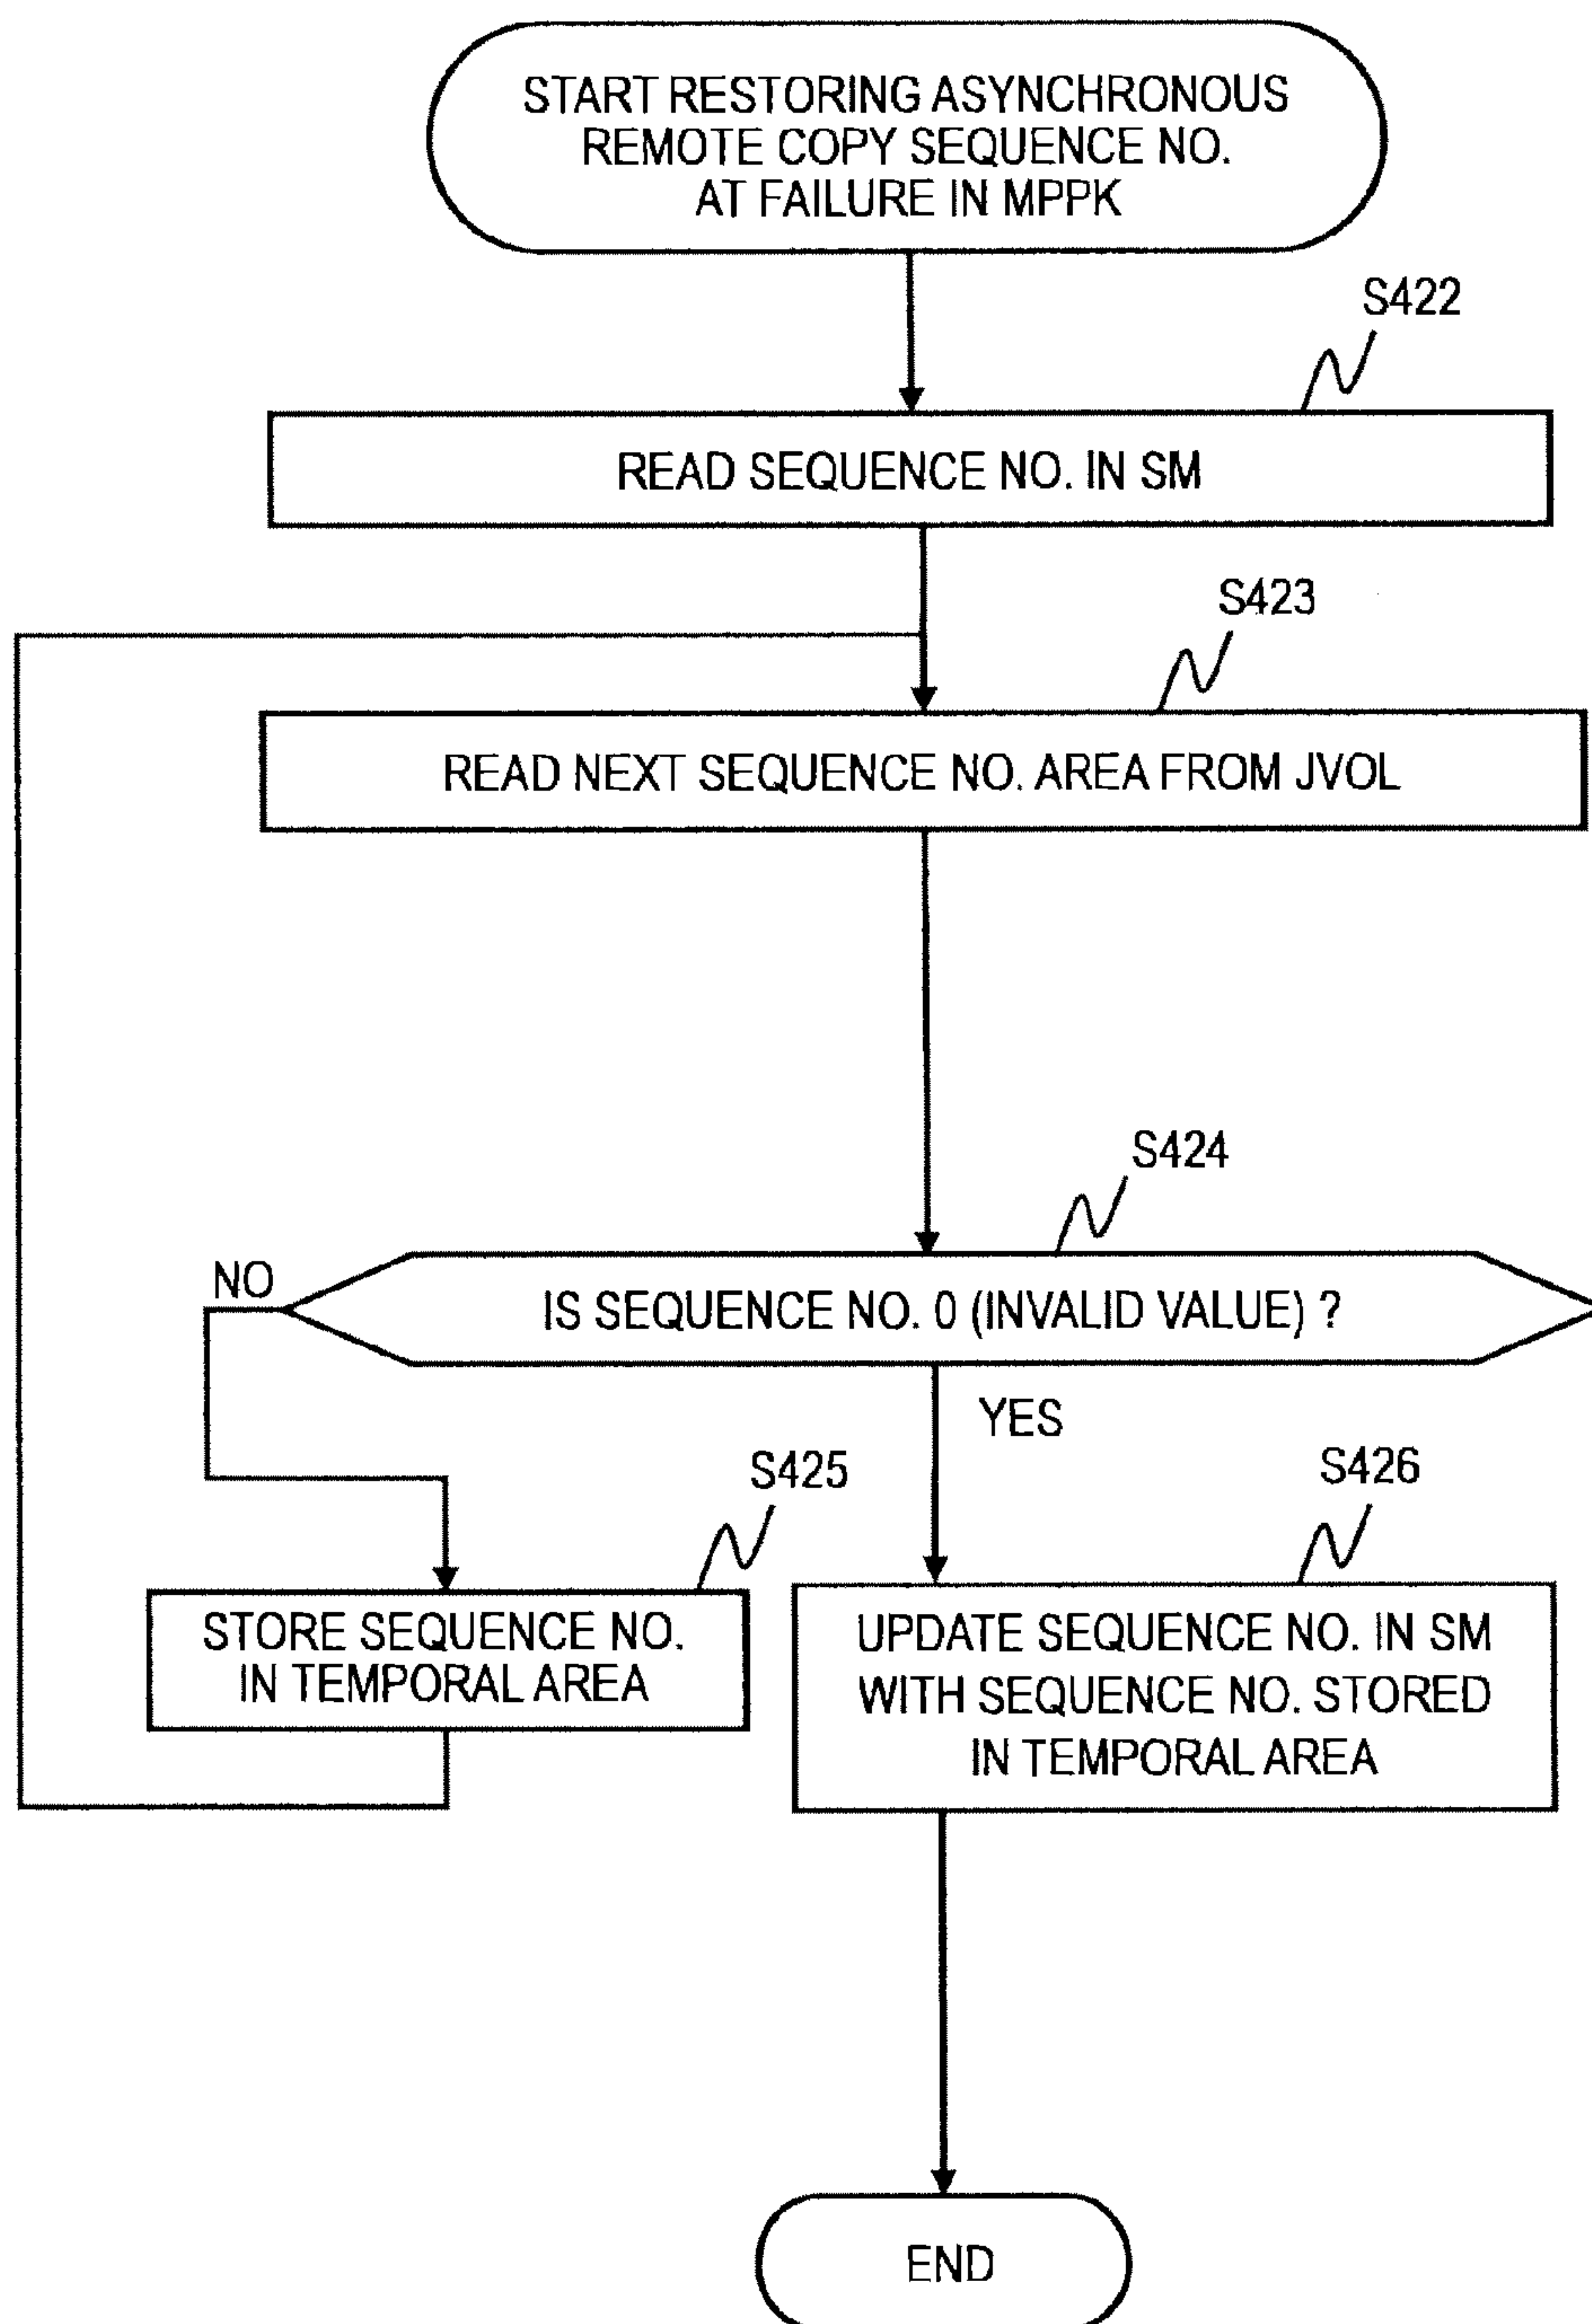 START RESTORING ASYNCHRONOUS
REMOTE COPY SEQUENCE NO.
AT FAILURE IN MPPK
S422
READ SEQUENCE NO. IN SM
S423
READ NEXT SEQUENCE NO. AREA FROM JVOL
S424
NO
IS SEQUENCE NO. 0 (INVALID VALUE) ?
YES
S425
S426
STORE SEQUENCE NO.
IN TEMPORAL AREA
UPDATE SEQUENCE NO. IN SM
WITH SEQUENCE NO. STORED
IN TEMPORAL AREA
END